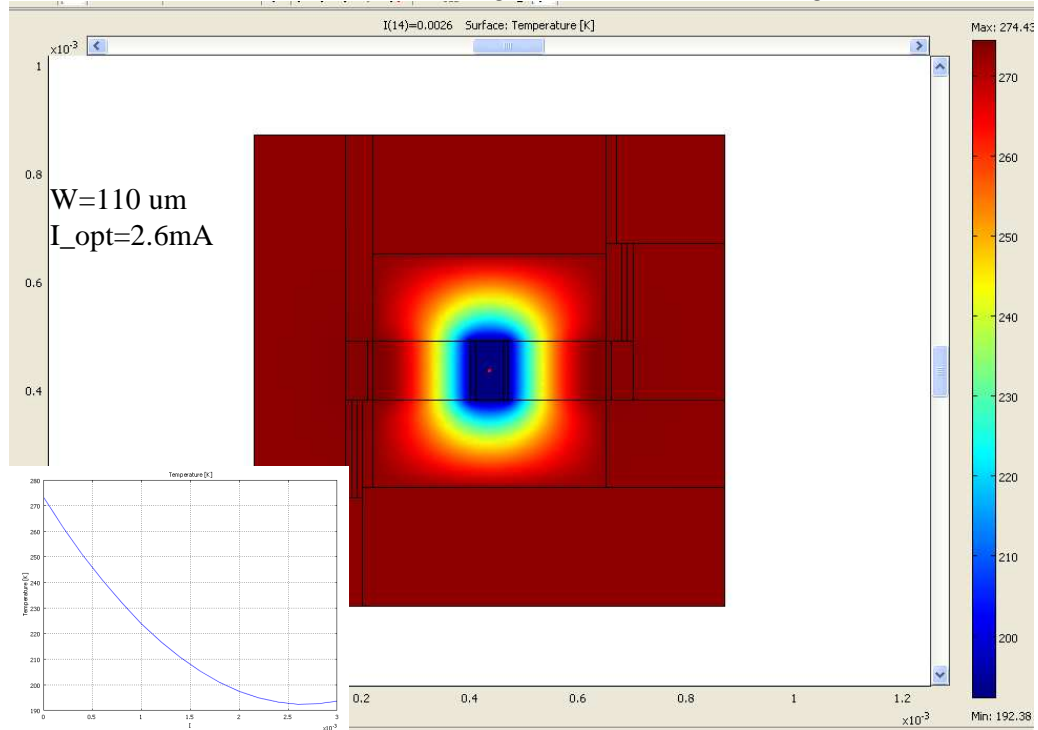 I(14)=0.0026 Surface: Temperature [K]
Max: 274.43
x10^-3
1
0.8
0.6
0.4
W=110 um
I_opt=2.6mA
270
260
250
240
230
220
210
200
Min: 192.38
0.2 0.4 0.6 0.8 1 1.2
x10^-3
Temperature [K]
280
270
260
250
240
230
220
210
200
190
Temperature [K]
0 0.5 1 1.5 2 2.5 3
I
x10^-3